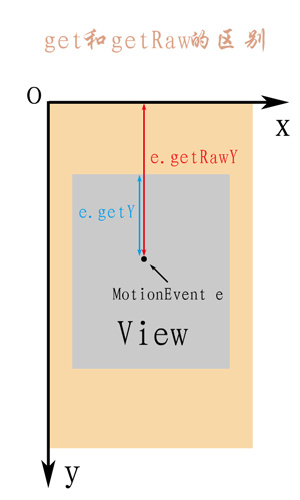 get和getRaw的区别
O
x
e.getRawY
e.getY
MotionEvent e
View
y